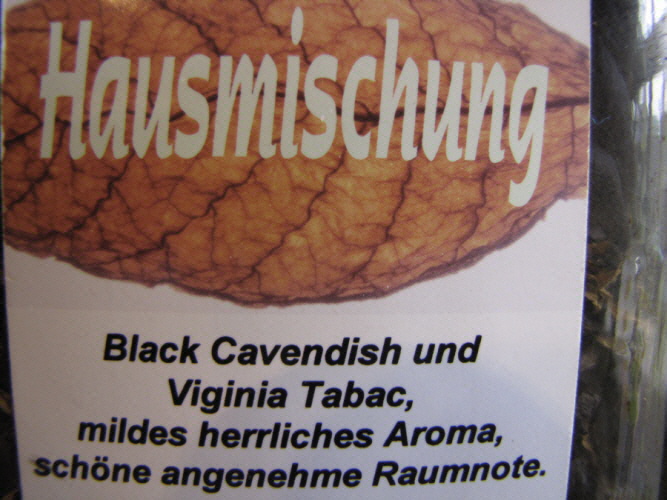 Hausmischung
Black Cavendish und
Viginia Tabac,
mildes herrliches Aroma,
schöne angenehme Raumnote.